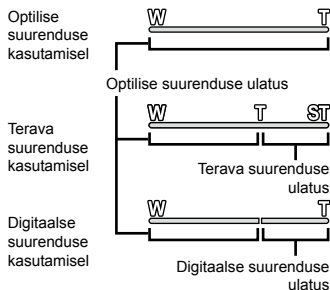 Optilise
suurenduse
kasutamisel
W T
Optilise suurenduse ulatus
W T ST
Terava
suurenduse
kasutamisel
Terava suurenduse
ulatus
W T
Digitaalse
suurenduse
kasutamisel
Digitaalse suurenduse
ulatus